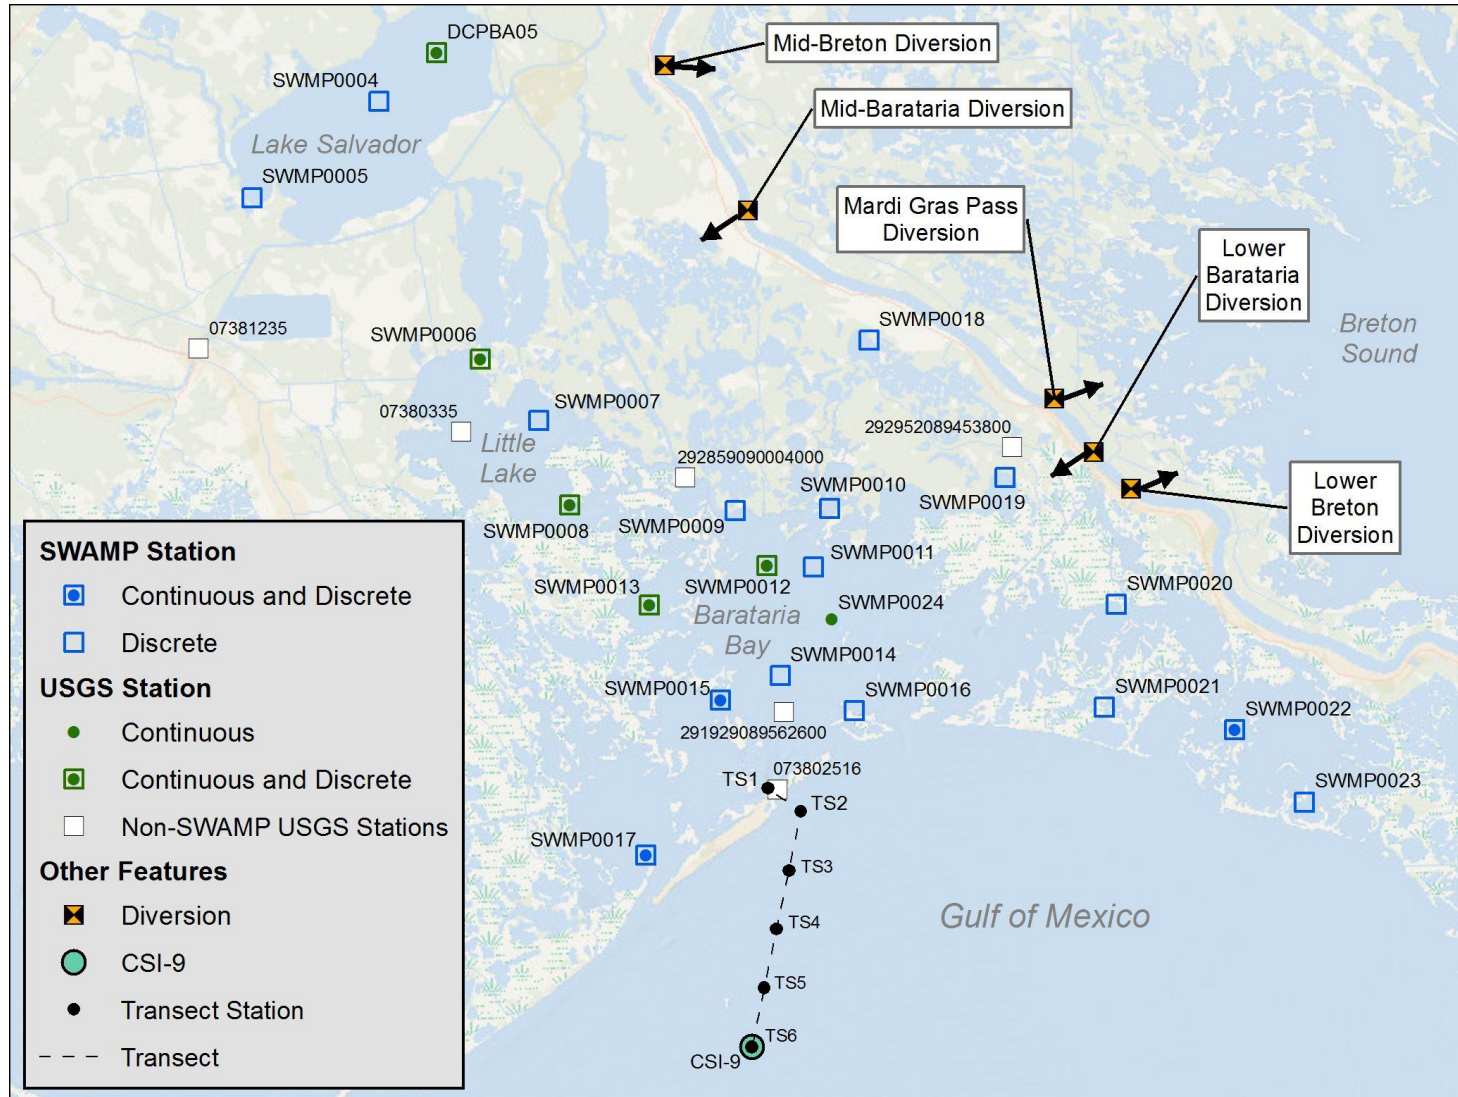 DCPBA05
Mid-Breton Diversion
SWMP0004
Mid-Barataria Diversion
Lake Salvador
SWMP0005
Mardi Gras Pass
Diversion
Lower
Barataria
Diversion
07381235
SWMP0006
SWMP0018
Breton
Sound
SWMP0007
07380335
292952089453800
Little
Lake
292859090004000
SWMP0010
SWMP0019
Lower
Breton
Diversion
SWMP0008
SWMP0009
SWMP0011
SWMP0013
SWMP0012
SWMP0020
SWMP0024
Barataria
Bay
SWMP0014
SWMP0015
SWMP0016
SWMP0021
SWMP0022
291929089562600
TS1
073802516
TS2
SWMP0023
SWMP0017
TS3
Gulf of Mexico
TS4
TS5
TS6
CSI-9
SWAMP Station
Continuous and Discrete
Discrete
USGS Station
Continuous
Continuous and Discrete
Non-SWAMP USGS Stations
Other Features
Diversion
CSI-9
Transect Station
Transect